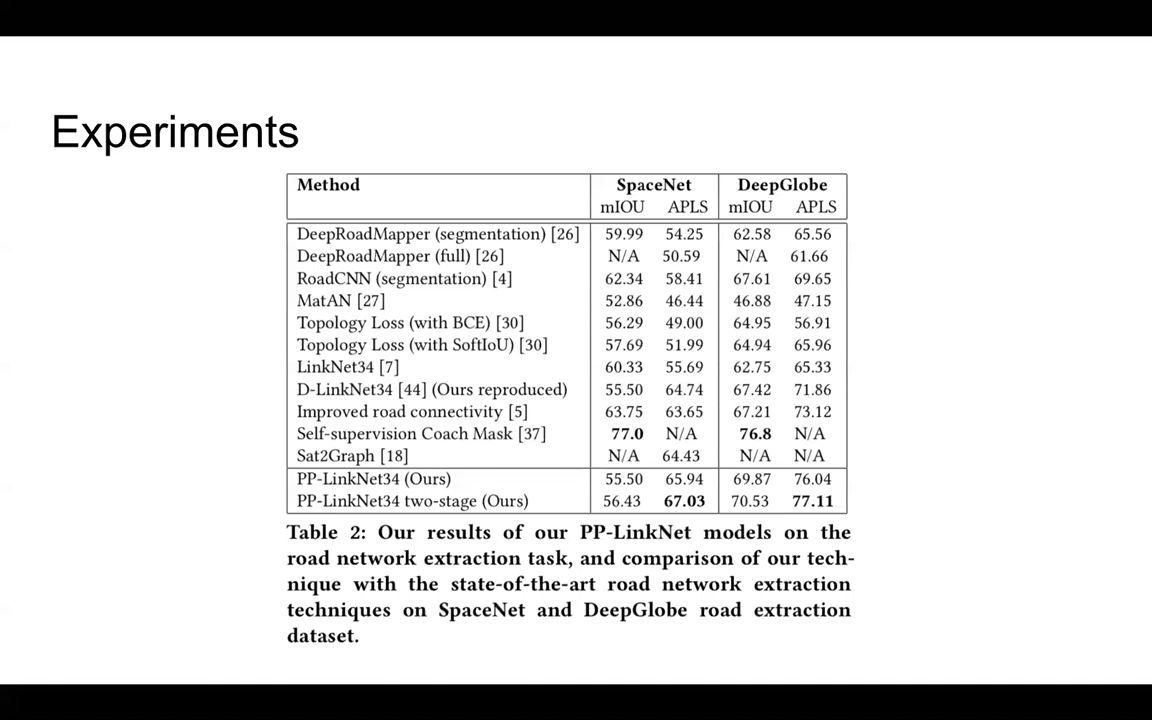 Experiments
Method SpaceNet DeepGlobe
mIOU APLS mIOU APLS
DeepRoadMapper (segmentation) [26] 59.99 54.25 62.58 65.56
DeepRoadMapper (full) [26] N/A 50.59 N/A 61.66
RoadCNN (segmentation) [4] 62.34 58.41 67.61 69.65
MatAN [27] 52.86 46.44 46.88 47.15
Topology Loss (with BCE) [30] 56.29 49.00 64.95 56.91
Topology Loss (with SoftIoU) [30] 57.69 51.99 64.94 65.96
LinkNet34 [7] 60.33 55.69 62.75 65.33
D-LinkNet34 [44] (Ours reproduced) 55.50 64.74 67.42 71.86
Improved road connectivity [5] 63.75 63.65 67.21 73.12
Self-supervision Coach Mask [37] 77.0 N/A 76.8 N/A
Sat2Graph [18] N/A 64.43 N/A N/A
PP-LinkNet34 (Ours) 55.50 65.94 69.87 76.04
PP-LinkNet34 two-stage (Ours) 56.43 67.03 70.53 77.11
Table 2: Our results of our PP-LinkNet models on the
road network extraction task, and comparison of our tech-
nique with the state-of-the-art road network extraction
techniques on SpaceNet and DeepGlobe road extraction
dataset.